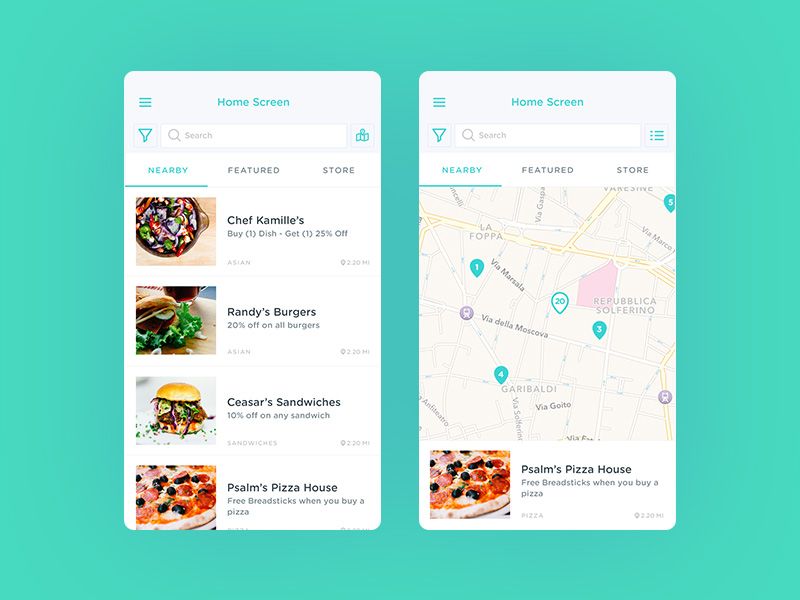 Home Screen
Search
NEARBY FEATURED STORE
Chef Kamille's
Buy (1) Dish - Get (1) 25% Off
ASIAN 2.20 MI
Randy's Burgers
20% off on all burgers
ASIAN 2.20 MI
Ceasar's Sandwiches
10% off on any sandwich
SANDWICHES 2.20 MI
Psalm's Pizza House
Free Breadsticks when you buy a
pizza
PIZZA 2.20 MI
Home Screen
Search
NEARBY FEATURED STORE
VARESINE
5
Via Gaspa
LA
FOPPA
Via Marco
1
Via Marsala
20
REPUBBLICA
SOLFERINO
Via della Moscova
3
4
GARIBALDI
Via Goito
Anfiteatro
Via Solferino
Psalm's Pizza House
Free Breadsticks when you buy a
pizza
PIZZA 2.20 MI